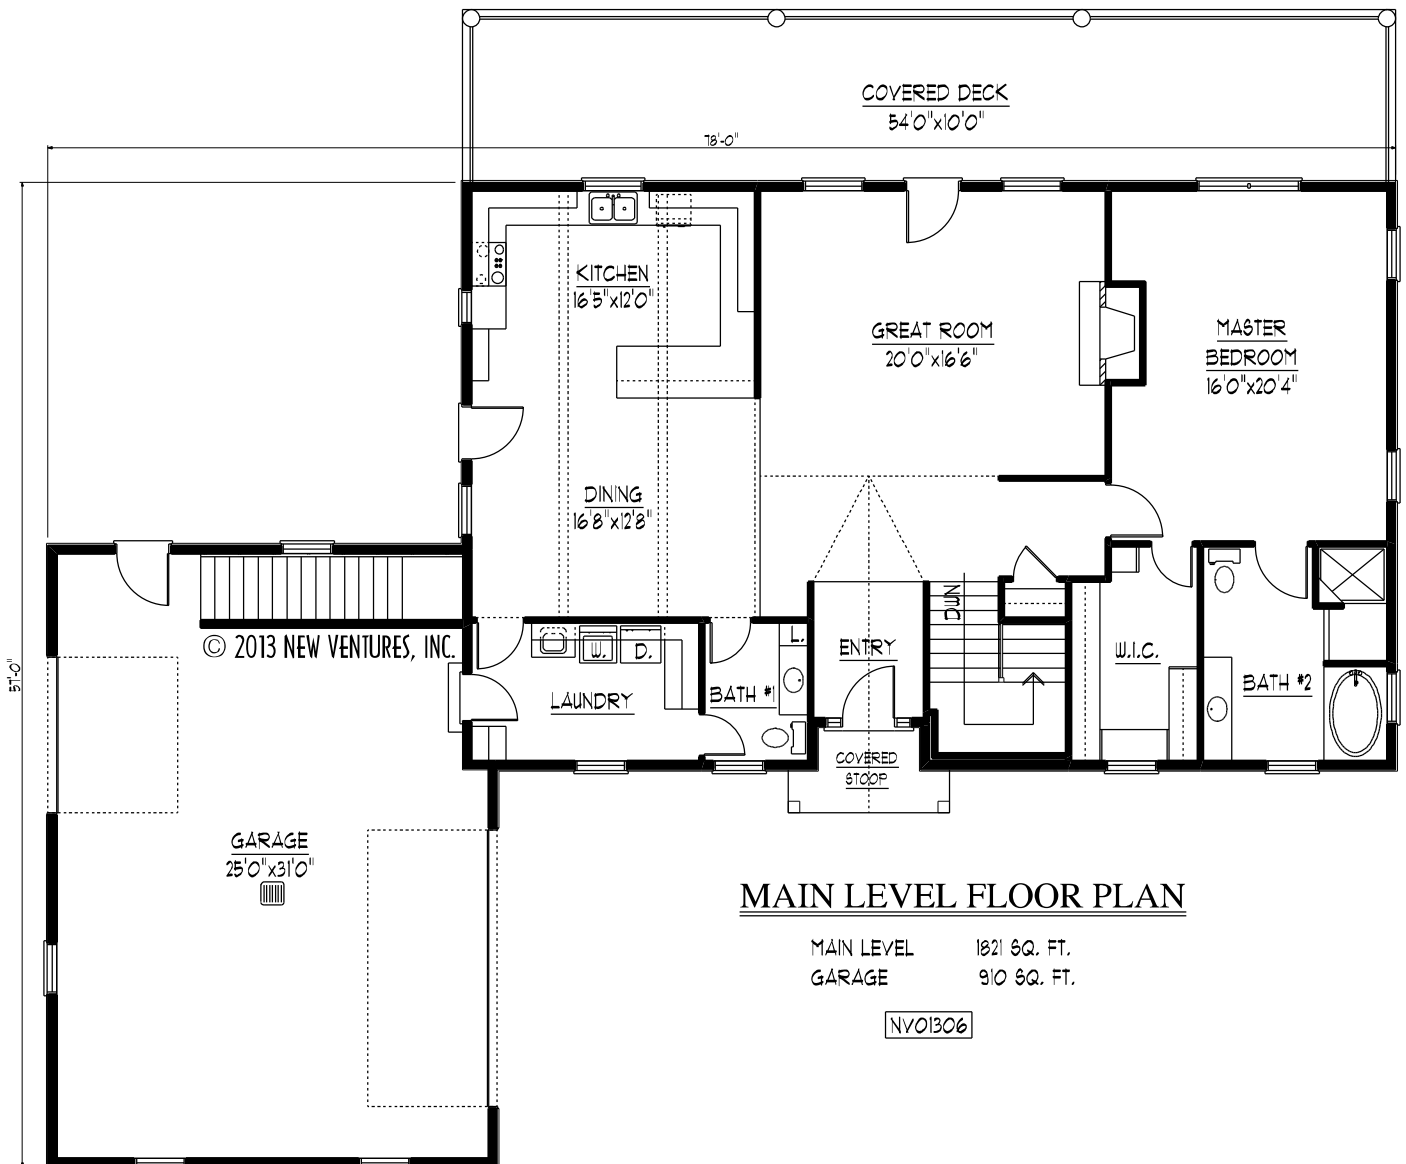 COVERED DECK
54'0"x10'0"
78'-0"
KITCHEN
16'5"x12'0"
GREAT ROOM
20'0"x16'6"
MASTER
BEDROOM
16'0"x20'4"
DINING
16'8"x12'8"
57'-0"
© 2013 NEW VENTURES, INC.
W.
D.
L.
LAUNDRY
BATH #1
ENTRY
DWN
W.I.C.
BATH #2
COVERED
STOOP
GARAGE
25'0"x31'0"
MAIN LEVEL FLOOR PLAN
MAIN LEVEL 1821 SQ. FT.
GARAGE 910 SQ. FT.
NV01306